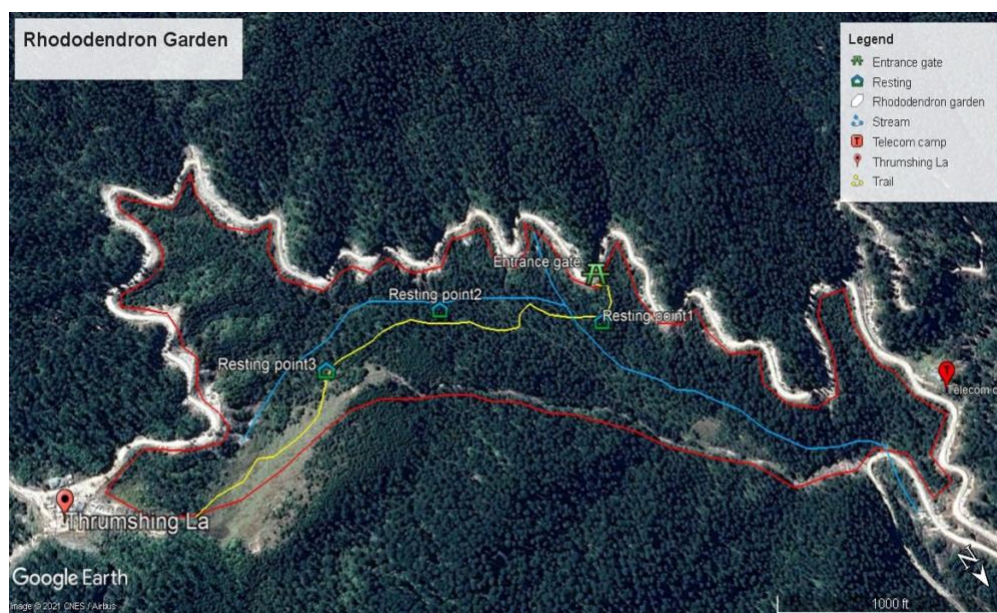 Rhododendron Garden
Legend
Entrance gate
Resting
Rhododendron garden
Stream
T
Telecom camp
Thrumshing La
Trail
Entrance gate
Resting point2
Resting point1
Resting point3
T
Telecom c
Thrumshing La
N
Google Earth
Image © 2021 CNES / Airbus
1000 ft